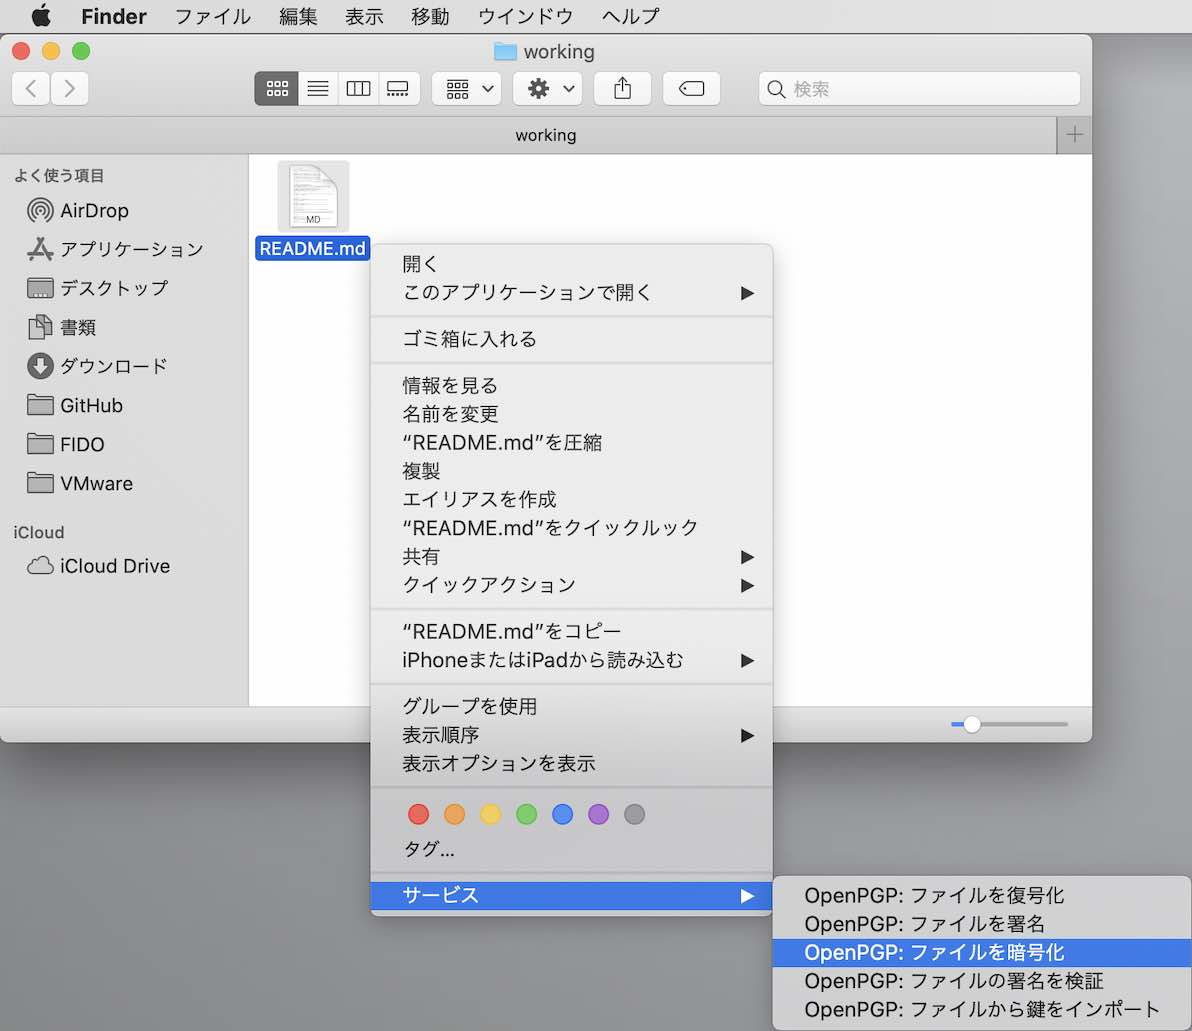 Finder ファイル 編集 表示 移動 ウインドウ ヘルプ
working
検索
working
よく使う項目
AirDrop
アプリケーション
デスクトップ
書類
ダウンロード
GitHub
FIDO
VMware
iCloud
iCloud Drive
MD
README.md
開く
このアプリケーションで開く
ゴミ箱に入れる
情報を見る
名前を変更
“README.md”を圧縮
複製
エイリアスを作成
“README.md”をクイックルック
共有
クイックアクション
“README.md”をコピー
iPhoneまたはiPadから読み込む
グループを使用
表示順序
表示オプションを表示
タグ...
サービス
OpenPGP: ファイルを復号化
OpenPGP: ファイルを署名
OpenPGP: ファイルを暗号化
OpenPGP: ファイルの署名を検証
OpenPGP: ファイルから鍵をインポート